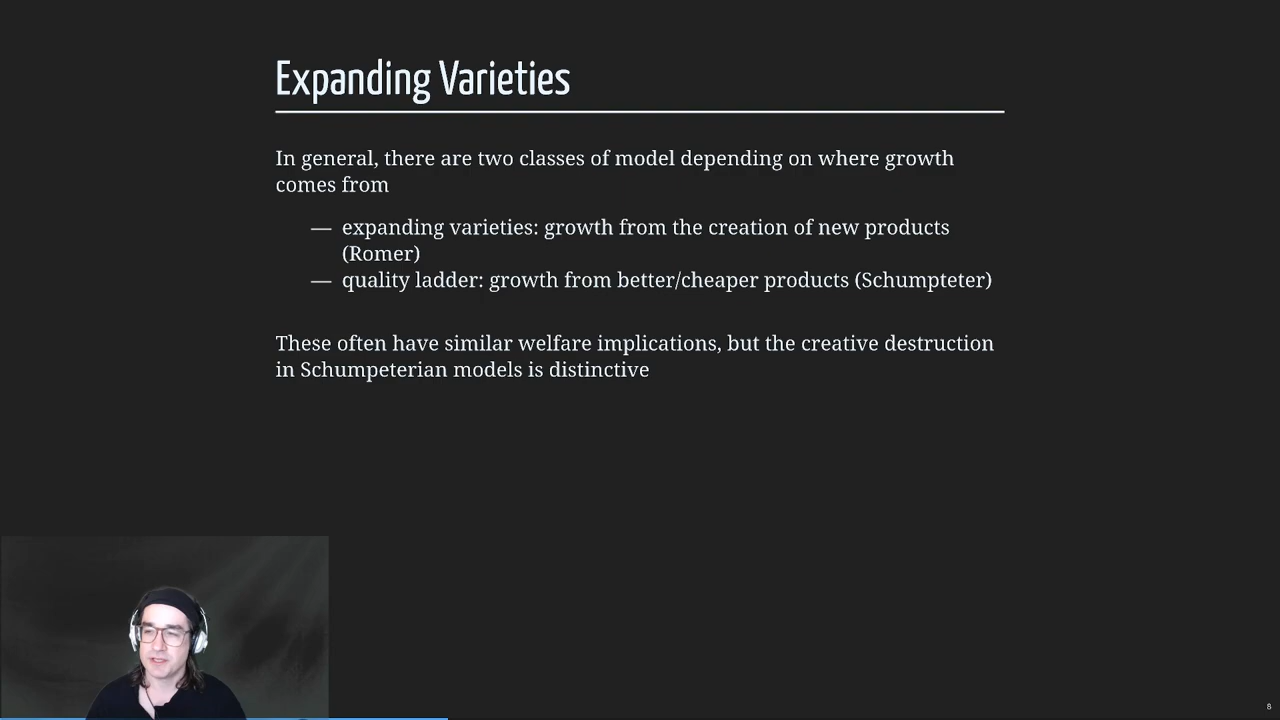 Expanding Varieties
In general, there are two classes of model depending on where growth
comes from
— expanding varieties: growth from the creation of new products
(Romer)
— quality ladder: growth from better/cheaper products (Schumpteter)
These often have similar welfare implications, but the creative destruction
in Schumpeterian models is distinctive
8